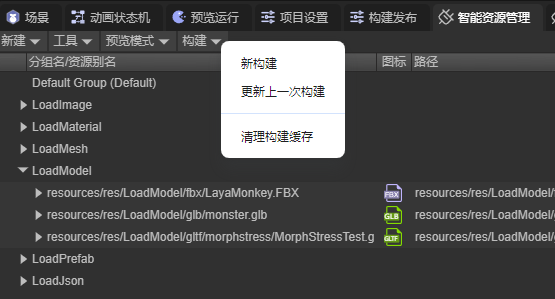 场景 动画状态机 预览运行 项目设置 构建发布 智能资源管理
新建 工具 预览模式 构建
分组名/资源别名 图标 路径
新构建
更新上一次构建
清理构建缓存
Default Group (Default)
LoadImage
LoadMaterial
LoadMesh
LoadModel
resources/res/LoadModel/fbx/LayaMonkey.FBX FBX resources/res/LoadModel/
resources/res/LoadModel/glb/monster.glb GLB resources/res/LoadModel/
resources/res/LoadModel/gltf/morphstress/MorphStressTest.g GLTF resources/res/LoadModel/
LoadPrefab
LoadJson